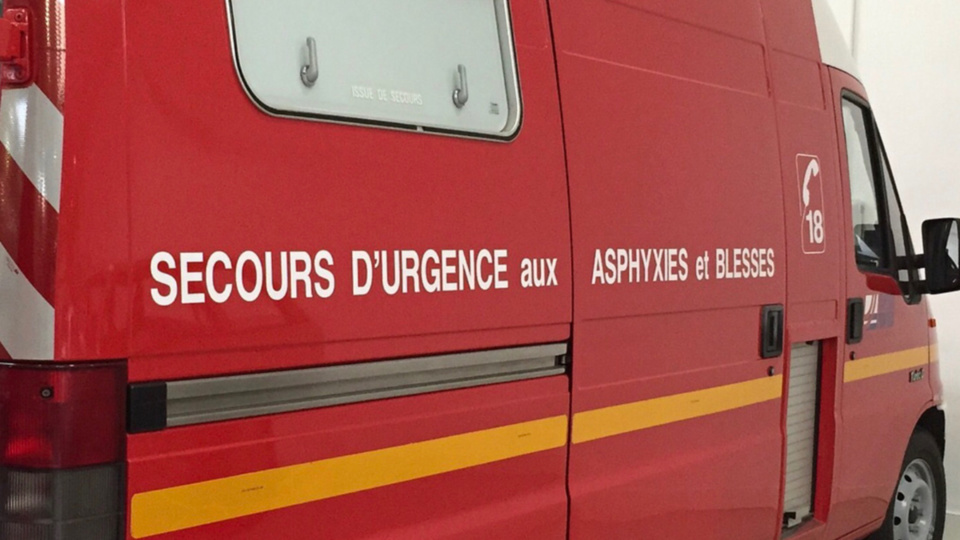 ISSUE DE SECOURS
SECOURS D'URGENCE aux ASPHYXIES et BLESSES
18